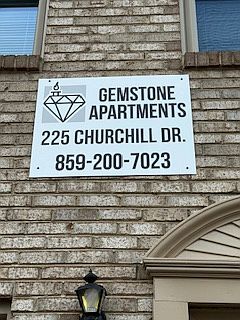 GEMSTONE
APARTMENTS
225 CHURCHILL DR.
859-200-7023